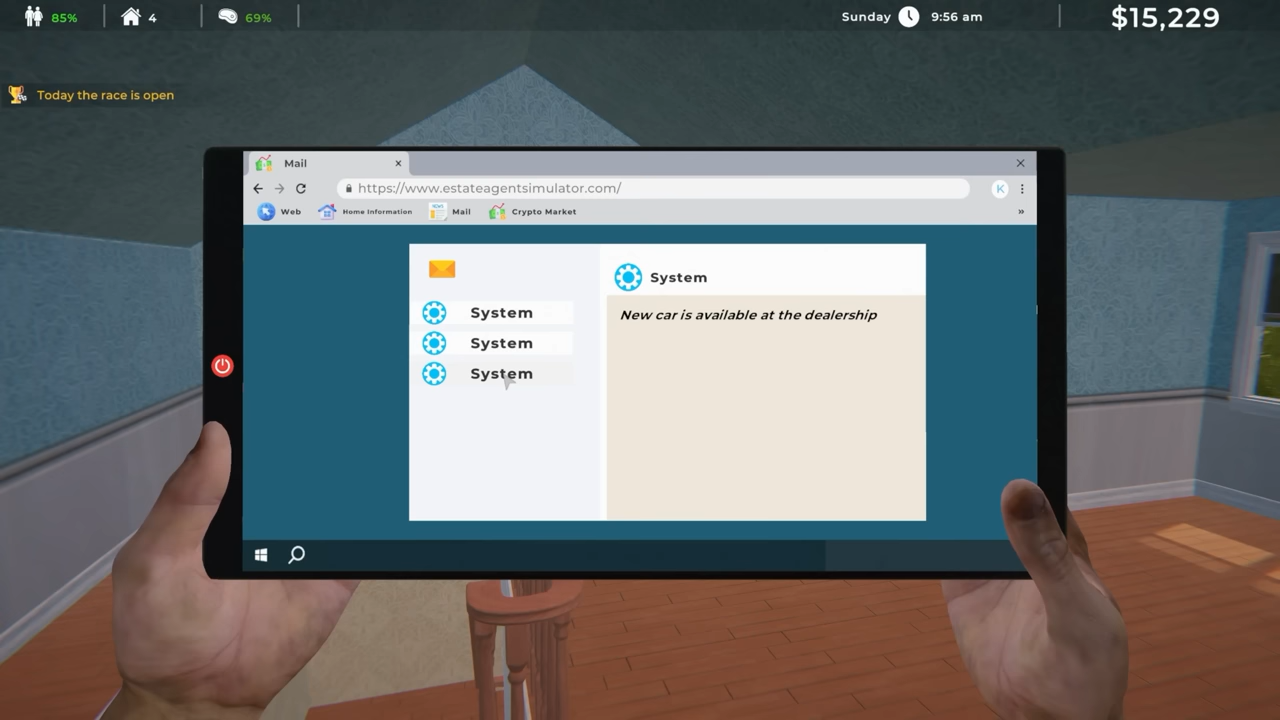 85%
4
69%
Sunday 9:56 am
$15,229
Today the race is open
Mail
https://www.estateagentsimulator.com/
K
Web
Home Information
Mail
Crypto Market
System
System
System
System
New car is available at the dealership